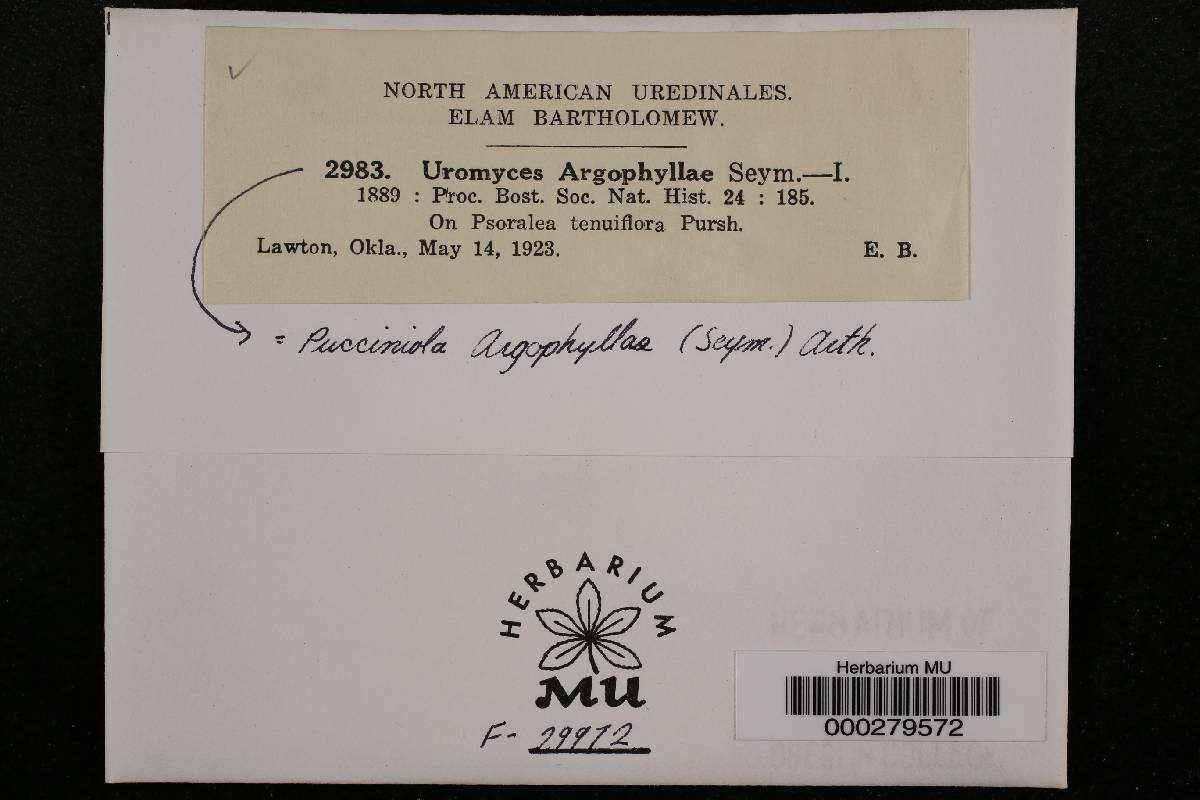 NORTH AMERICAN UREDINALES.
ELAM BARTHOLOMEW.
2983. Uromyces Argophyllae Seym.—I.
1889 : Proc. Bost. Soc. Nat. Hist. 24 : 185.
On Psoralea tenuiflora Pursh.
Lawton, Okla., May 14, 1923. E. B.
= Pucciniola Argophyllae (Seym.) Arth.
HERBARIUM
MU
F- 29972
Herbarium MU
000279572